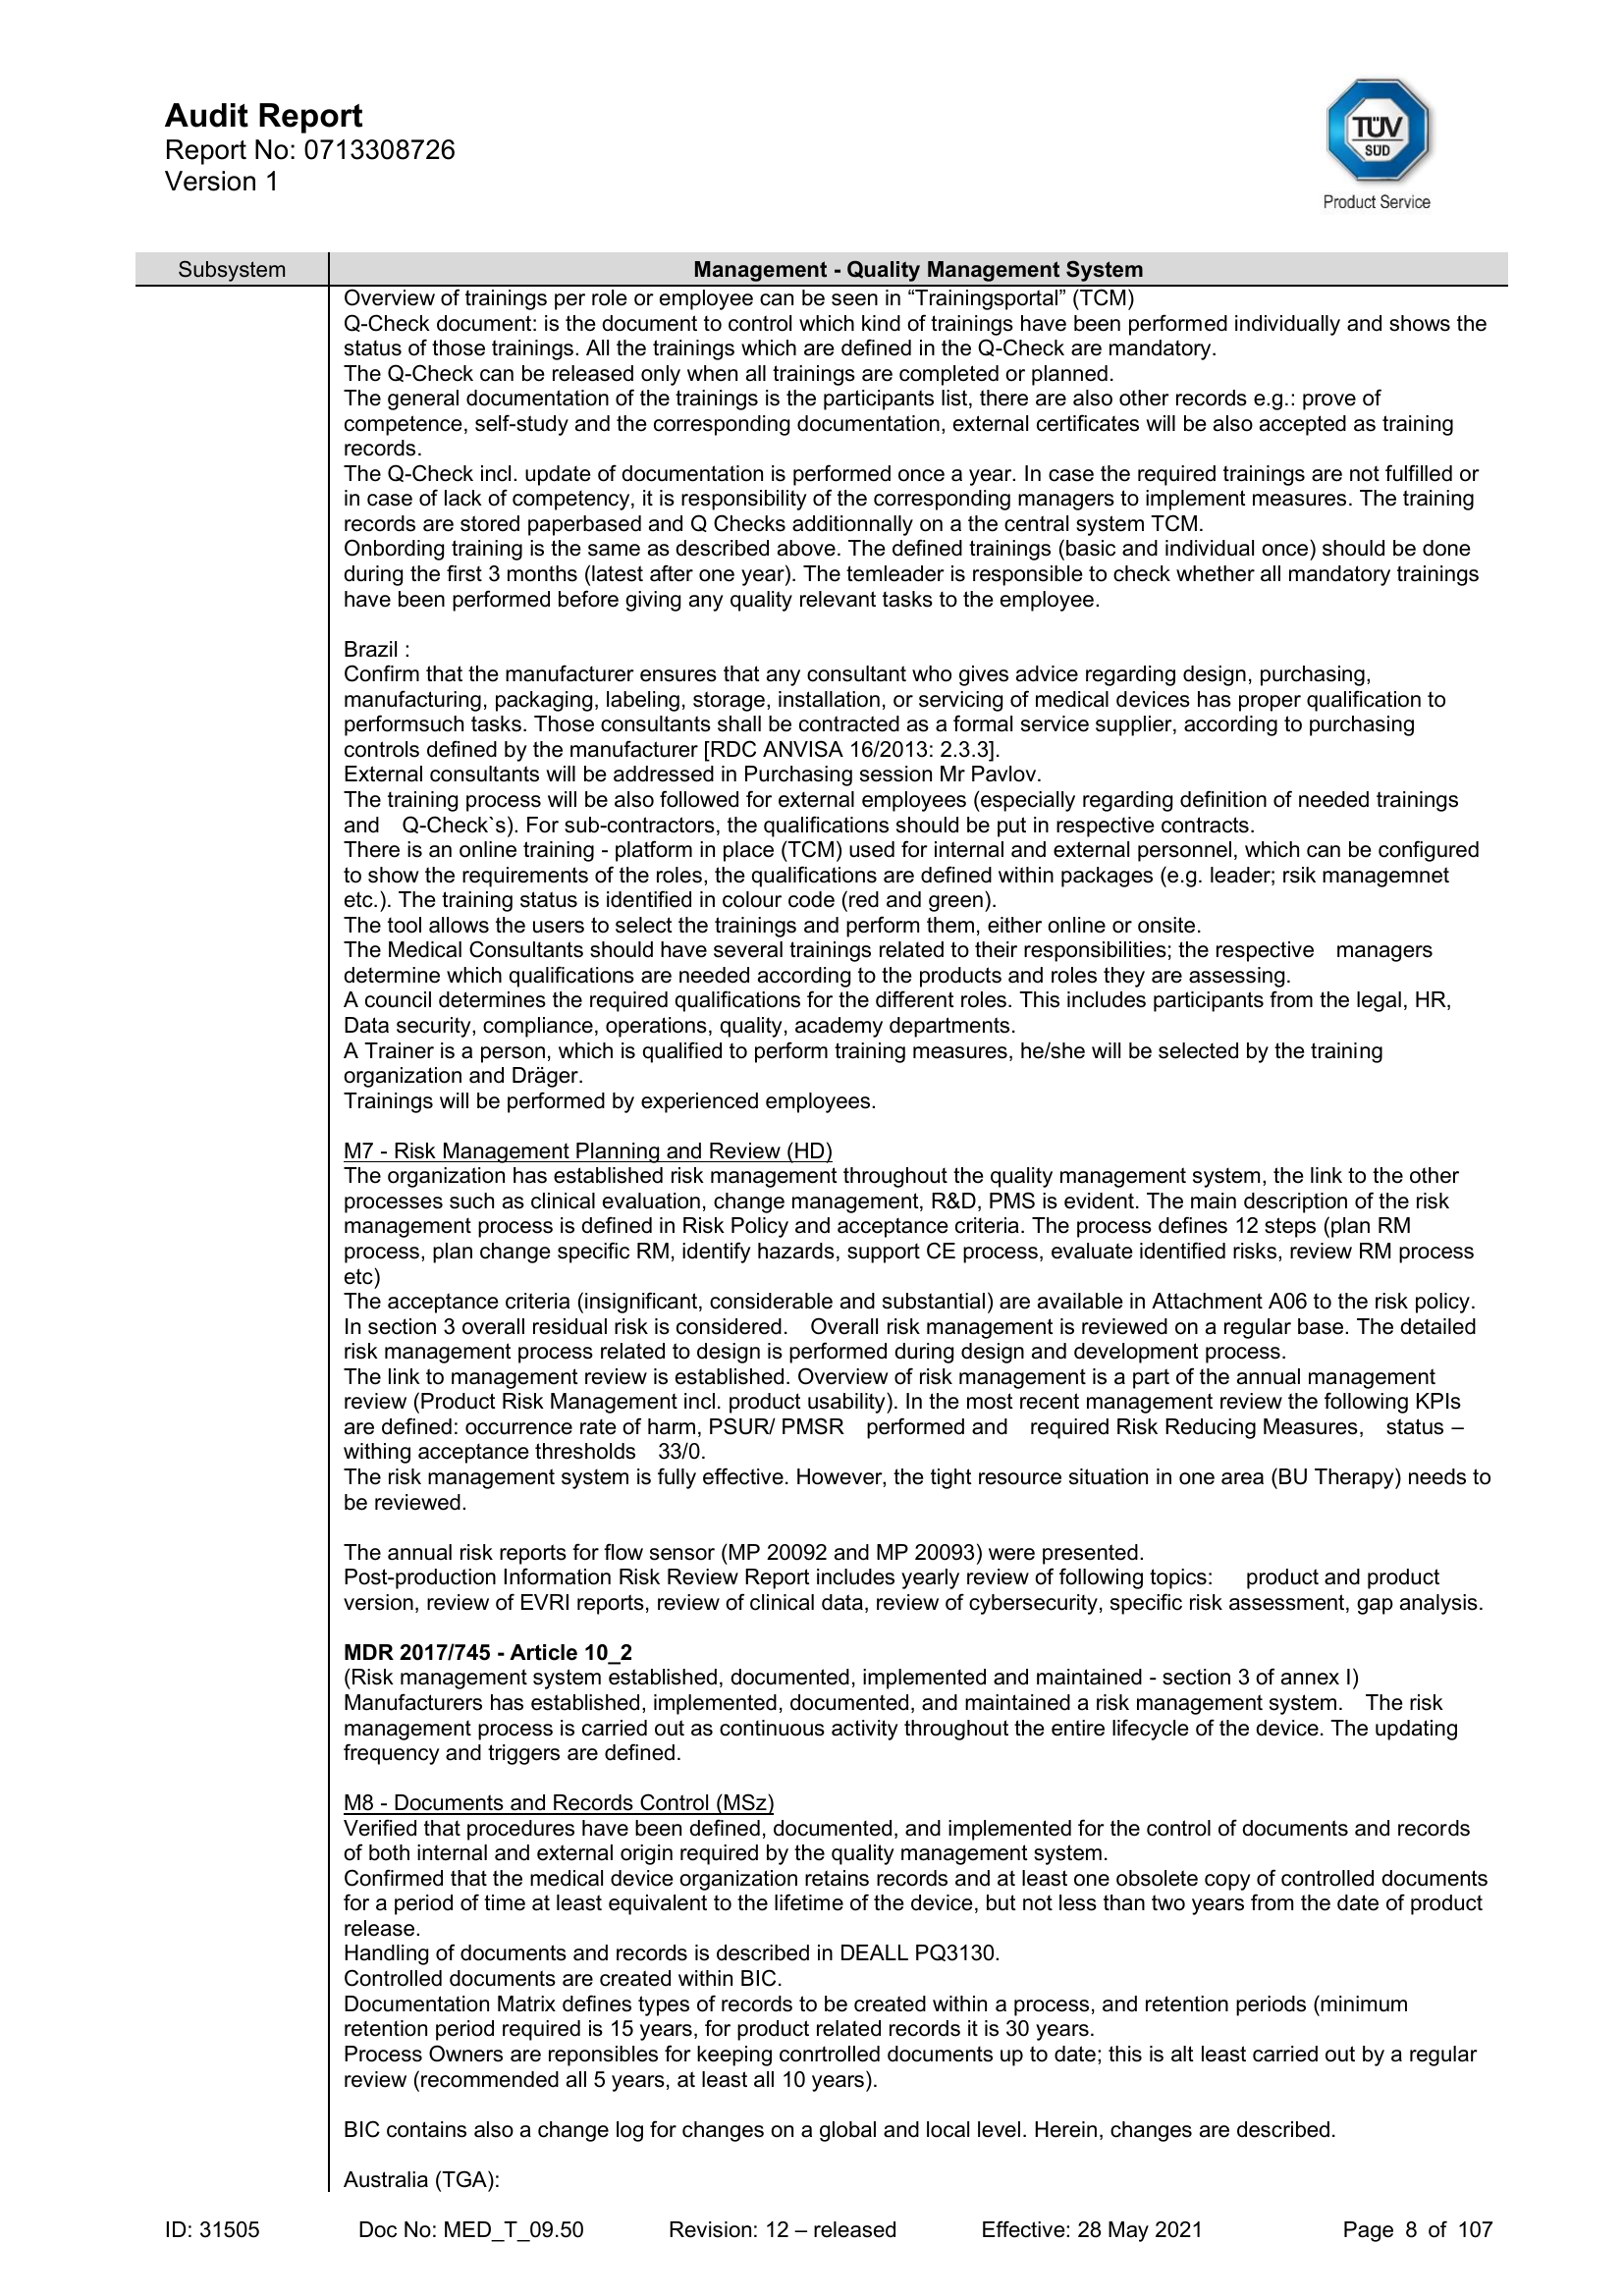 Audit Report
Report No: 0713308726
Version 1
TÜV
SÜD
Product Service
Subsystem
Management - Quality Management System
Overview of trainings per role or employee can be seen in “Trainingsportal” (TCM)
Q-Check document: is the document to control which kind of trainings have been performed individually and shows the
status of those trainings. All the trainings which are defined in the Q-Check are mandatory.
The Q-Check can be released only when all trainings are completed or planned.
The general documentation of the trainings is the participants list, there are also other records e.g.: prove of
competence, self-study and the corresponding documentation, external certificates will be also accepted as training
records.
The Q-Check incl. update of documentation is performed once a year. In case the required trainings are not fulfilled or
in case of lack of competency, it is responsibility of the corresponding managers to implement measures. The training
records are stored paperbased and Q Checks additionnally on a the central system TCM.
Onbording training is the same as described above. The defined trainings (basic and individual once) should be done
during the first 3 months (latest after one year). The temleader is responsible to check whether all mandatory trainings
have been performed before giving any quality relevant tasks to the employee.
Brazil :
Confirm that the manufacturer ensures that any consultant who gives advice regarding design, purchasing,
manufacturing, packaging, labeling, storage, installation, or servicing of medical devices has proper qualification to
performsuch tasks. Those consultants shall be contracted as a formal service supplier, according to purchasing
controls defined by the manufacturer [RDC ANVISA 16/2013: 2.3.3].
External consultants will be addressed in Purchasing session Mr Pavlov.
The training process will be also followed for external employees (especially regarding definition of needed trainings
and Q-Check`s). For sub-contractors, the qualifications should be put in respective contracts.
There is an online training - platform in place (TCM) used for internal and external personnel, which can be configured
to show the requirements of the roles, the qualifications are defined within packages (e.g. leader; rsik managemnet
etc.). The training status is identified in colour code (red and green).
The tool allows the users to select the trainings and perform them, either online or onsite.
The Medical Consultants should have several trainings related to their responsibilities; the respective managers
determine which qualifications are needed according to the products and roles they are assessing.
A council determines the required qualifications for the different roles. This includes participants from the legal, HR,
Data security, compliance, operations, quality, academy departments.
A Trainer is a person, which is qualified to perform training measures, he/she will be selected by the training
organization and Dräger.
Trainings will be performed by experienced employees.
M7 - Risk Management Planning and Review (HD)
The organization has established risk management throughout the quality management system, the link to the other
processes such as clinical evaluation, change management, R&D, PMS is evident. The main description of the risk
management process is defined in Risk Policy and acceptance criteria. The process defines 12 steps (plan RM
process, plan change specific RM, identify hazards, support CE process, evaluate identified risks, review RM process
etc)
The acceptance criteria (insignificant, considerable and substantial) are available in Attachment A06 to the risk policy.
In section 3 overall residual risk is considered. Overall risk management is reviewed on a regular base. The detailed
risk management process related to design is performed during design and development process.
The link to management review is established. Overview of risk management is a part of the annual management
review (Product Risk Management incl. product usability). In the most recent management review the following KPIs
are defined: occurrence rate of harm, PSUR/ PMSR performed and required Risk Reducing Measures, status –
withing acceptance thresholds 33/0.
The risk management system is fully effective. However, the tight resource situation in one area (BU Therapy) needs to
be reviewed.
The annual risk reports for flow sensor (MP 20092 and MP 20093) were presented.
Post-production Information Risk Review Report includes yearly review of following topics: product and product
version, review of EVRI reports, review of clinical data, review of cybersecurity, specific risk assessment, gap analysis.
MDR 2017/745 - Article 10_2
(Risk management system established, documented, implemented and maintained - section 3 of annex I)
Manufacturers has established, implemented, documented, and maintained a risk management system. The risk
management process is carried out as continuous activity throughout the entire lifecycle of the device. The updating
frequency and triggers are defined.
M8 - Documents and Records Control (MSz)
Verified that procedures have been defined, documented, and implemented for the control of documents and records
of both internal and external origin required by the quality management system.
Confirmed that the medical device organization retains records and at least one obsolete copy of controlled documents
for a period of time at least equivalent to the lifetime of the device, but not less than two years from the date of product
release.
Handling of documents and records is described in DEALL PQ3130.
Controlled documents are created within BIC.
Documentation Matrix defines types of records to be created within a process, and retention periods (minimum
retention period required is 15 years, for product related records it is 30 years.
Process Owners are reponsibles for keeping conrtrolled documents up to date; this is alt least carried out by a regular
review (recommended all 5 years, at least all 10 years).
BIC contains also a change log for changes on a global and local level. Herein, changes are described.
Australia (TGA):
ID: 31505 Doc No: MED_T_09.50 Revision: 12 – released Effective: 28 May 2021 Page 8 of 107